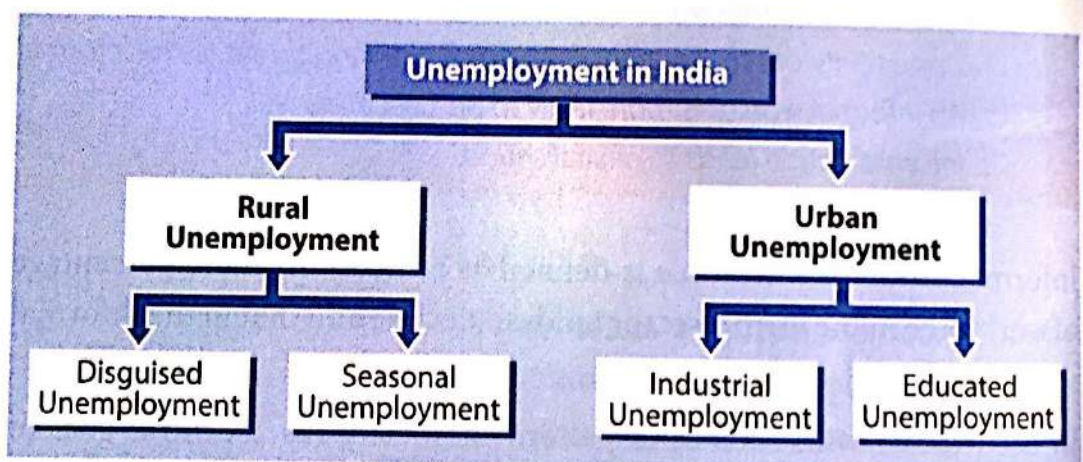 Unemployment in India
Rural
Unemployment
Urban
Unemployment
Disguised
Unemployment
Seasonal
Unemployment
Industrial
Unemployment
Educated
Unemployment